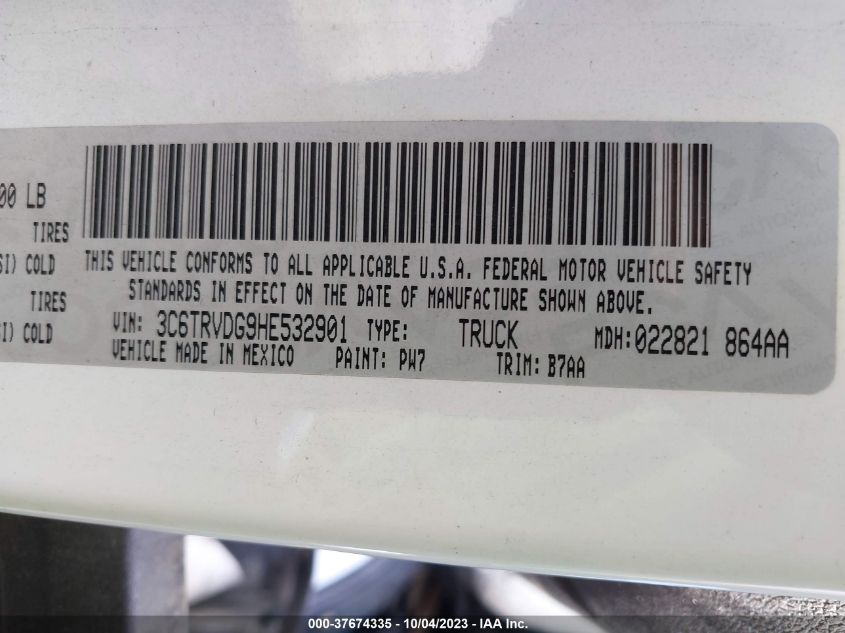 00 LB
TIRES
SI) COLD
TIRES
SI) COLD
THIS VEHICLE CONFORMS TO ALL APPLICABLE U.S.A. FEDERAL MOTOR VEHICLE SAFETY
STANDARDS IN EFFECT ON THE DATE OF MANUFACTURE SHOWN ABOVE.
VIN: 3C6TRVDG9HE532901 TYPE: TRUCK MDH:022821 864AA
VEHICLE MADE IN MEXICO PAINT: PW7 TRIM: B7AA
000-37674335 - 10/04/2023 - IAA Inc.